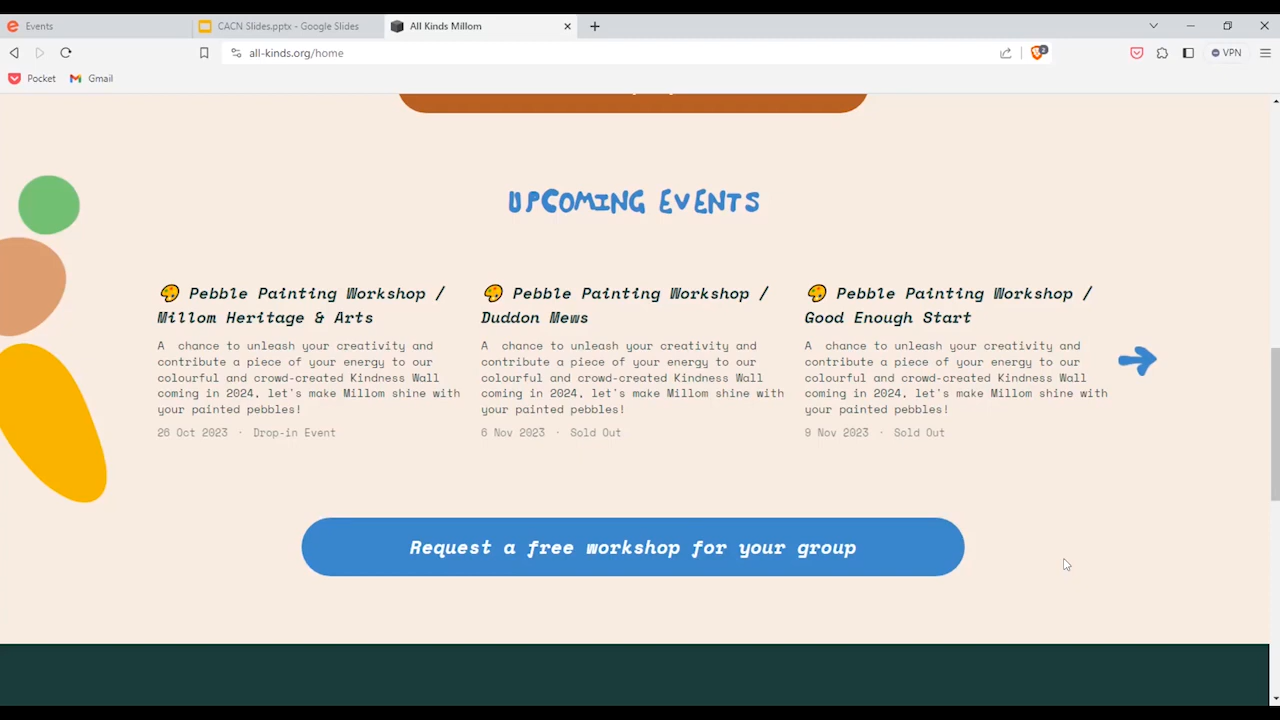 Events
CACN Slides.pptx - Google Slides
All Kinds Millom
all-kinds.org/home
2
VPN
Pocket
Gmail
UPCOMING EVENTS
Pebble Painting Workshop /
Millom Heritage & Arts
A chance to unleash your creativity and
contribute a piece of your energy to our
colourful and crowd-created Kindness Wall
coming in 2024, let's make Millom shine with
your painted pebbles!
26 Oct 2023 · Drop-in Event
Pebble Painting Workshop /
Duddon Mews
A chance to unleash your creativity and
contribute a piece of your energy to our
colourful and crowd-created Kindness Wall
coming in 2024, let's make Millom shine with
your painted pebbles!
6 Nov 2023 · Sold Out
Pebble Painting Workshop /
Good Enough Start
A chance to unleash your creativity and
contribute a piece of your energy to our
colourful and crowd-created Kindness Wall
coming in 2024, let's make Millom shine with
your painted pebbles!
9 Nov 2023 · Sold Out
Request a free workshop for your group